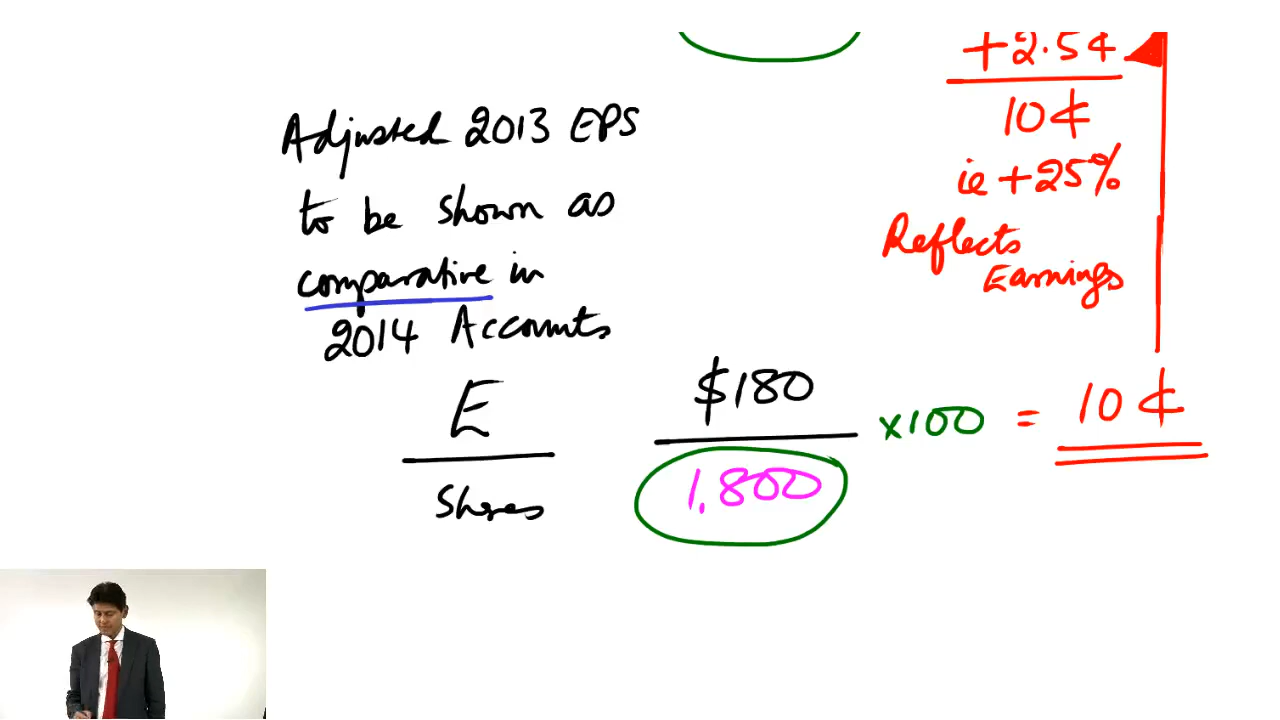 +2.5¢
10¢
ie +25%
Reflects
Earnings
Adjusted 2013 EPS
to be shown as
comparative in
2014 Accounts
E
Shares
$180
1,800
x100 = 10 ¢